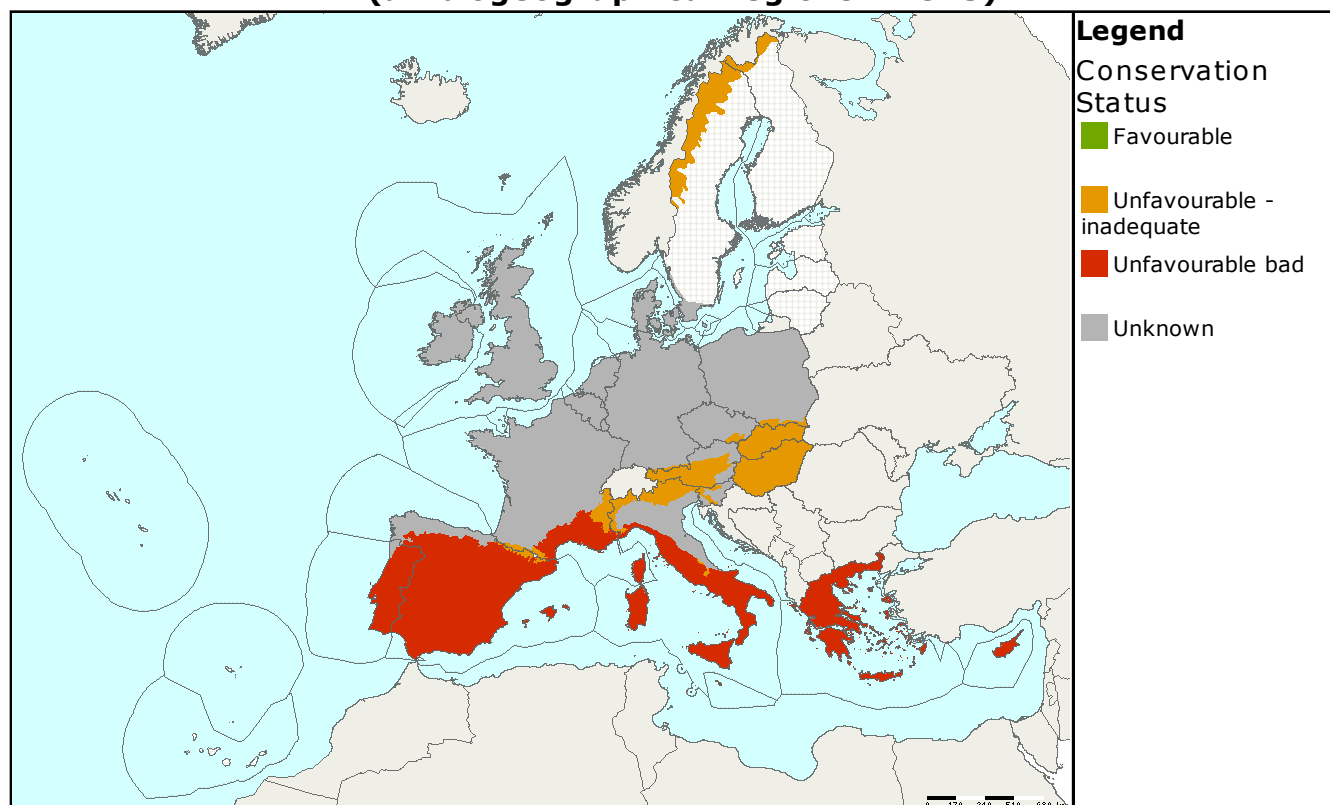 Legend
Conservation
Status
Favourable
Unfavourable -
inadequate
Unfavourable bad
Unknown